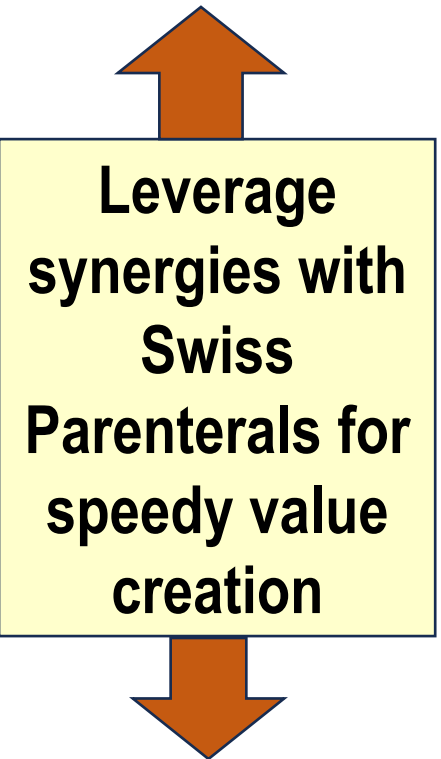 Leverage
synergies with
Swiss
Parenterals for
speedy value
creation